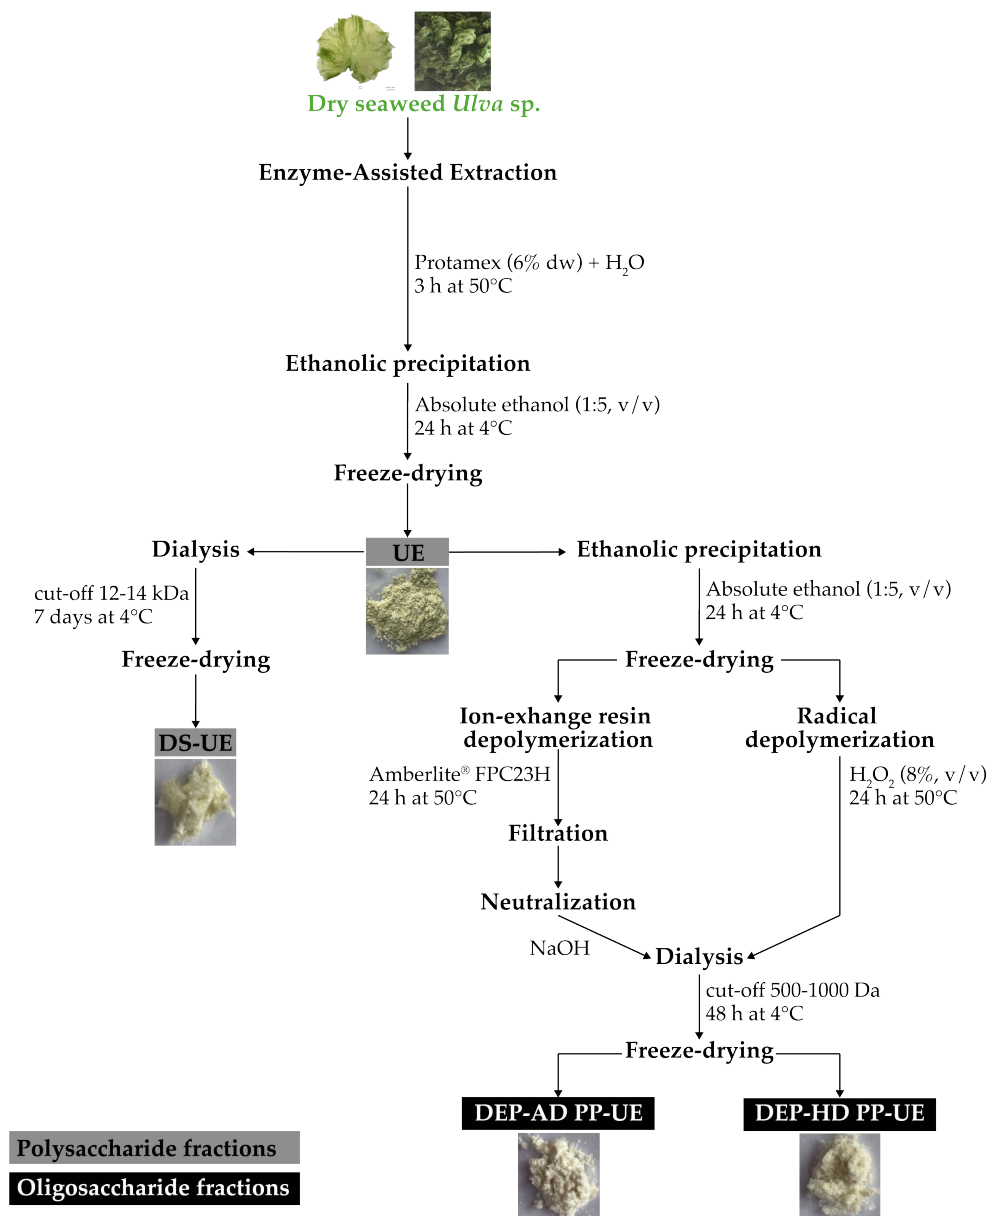 Dry seaweed Ulva sp.
Enzyme-Assisted Extraction
Protamex (6% dw) + H₂O
3 h at 50°C
Ethanolic precipitation
Absolute ethanol (1:5, v/v)
24 h at 4°C
Freeze-drying
UE
Dialysis
cut-off 12-14 kDa
7 days at 4°C
Freeze-drying
DS-UE
Ethanolic precipitation
Absolute ethanol (1:5, v/v)
24 h at 4°C
Freeze-drying
Ion-exhange resin
depolymerization
Amberlite® FPC23H
24 h at 50°C
Filtration
Neutralization
NaOH
Radical
depolymerization
H₂O₂ (8%, v/v)
24 h at 50°C
Dialysis
cut-off 500-1000 Da
48 h at 4°C
Freeze-drying
DEP-AD PP-UE
DEP-HD PP-UE
Polysaccharide fractions
Oligosaccharide fractions